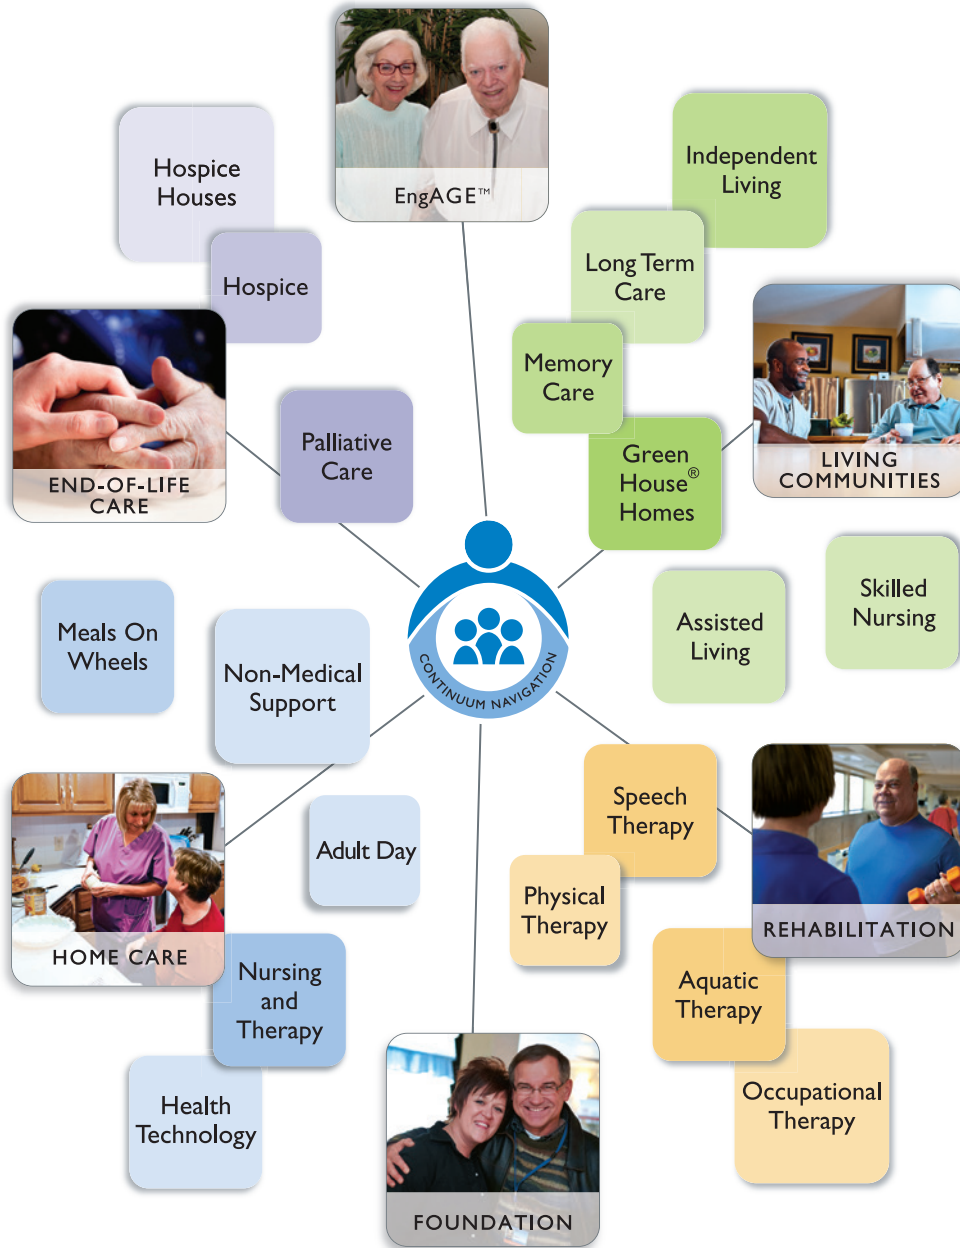 EngAGE™
Hospice
Houses
Hospice
Independent
Living
Long Term
Care
Memory
Care
Green
House®
Homes
LIVING
COMMUNITIES
END-OF-LIFE
CARE
Palliative
Care
CONTINUUM NAVIGATION
Meals On
Wheels
Non-Medical
Support
Assisted
Living
Skilled
Nursing
HOME CARE
Adult Day
Nursing
and
Therapy
Health
Technology
Speech
Therapy
Physical
Therapy
REHABILITATION
Aquatic
Therapy
Occupational
Therapy
FOUNDATION